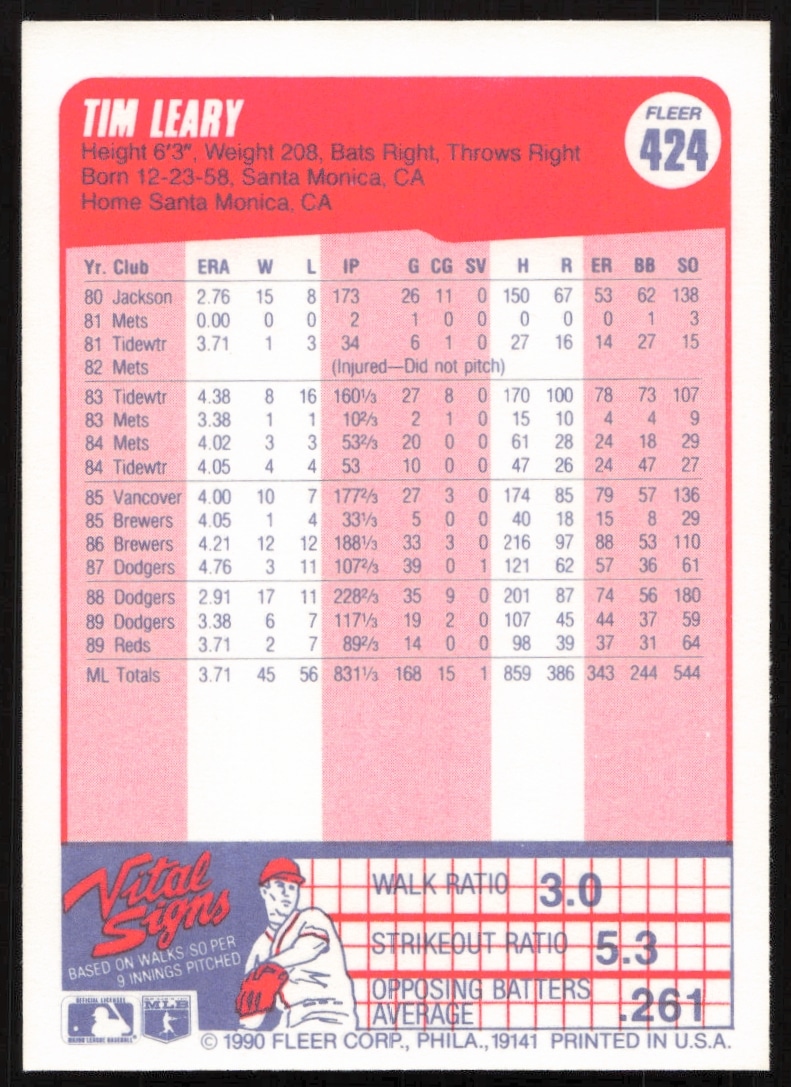 TIM LEARY
FLEER
424
Height 6'3", Weight 208, Bats Right, Throws Right
Born 12-23-58, Santa Monica, CA
Home Santa Monica, CA
Yr. Club ERA W L IP G CG SV H R ER BB SO
80 Jackson 2.76 15 8 173 26 11 0 150 67 53 62 138
81 Mets 0.00 0 0 2 1 0 0 0 0 0 1 3
81 Tidewtr 3.71 1 3 34 6 1 0 27 16 14 27 15
82 Mets (Injured—Did not pitch)
83 Tidewtr 4.38 8 16 160⅓ 27 8 0 170 100 78 73 107
83 Mets 3.38 1 1 10⅔ 2 1 0 15 10 4 4 9
84 Mets 4.02 3 3 53⅔ 20 0 0 61 28 24 18 29
84 Tidewtr 4.05 4 4 53 10 0 0 47 26 24 47 27
85 Vancover 4.00 10 7 177⅔ 27 3 0 174 85 79 57 136
85 Brewers 4.05 1 4 33⅓ 5 0 0 40 18 15 8 29
86 Brewers 4.21 12 12 188⅓ 33 3 0 216 97 88 53 110
87 Dodgers 4.76 3 11 107⅔ 39 0 1 121 62 57 36 61
88 Dodgers 2.91 17 11 228⅔ 35 9 0 201 87 74 56 180
89 Dodgers 3.38 6 7 117⅓ 19 2 0 107 45 44 37 59
89 Reds 3.71 2 7 89⅔ 14 0 0 98 39 37 31 64
ML Totals 3.71 45 56 831⅓ 168 15 1 859 386 343 244 544
Vital
Signs
BASED ON WALKS/SO PER
9 INNINGS PITCHED
WALK RATIO 3.0
STRIKEOUT RATIO 5.3
OPPOSING BATTERS
AVERAGE .261
OFFICIAL LICENSEE
MAJOR LEAGUE BASEBALL
MLB
© 1990 FLEER CORP., PHILA., 19141 PRINTED IN U.S.A.